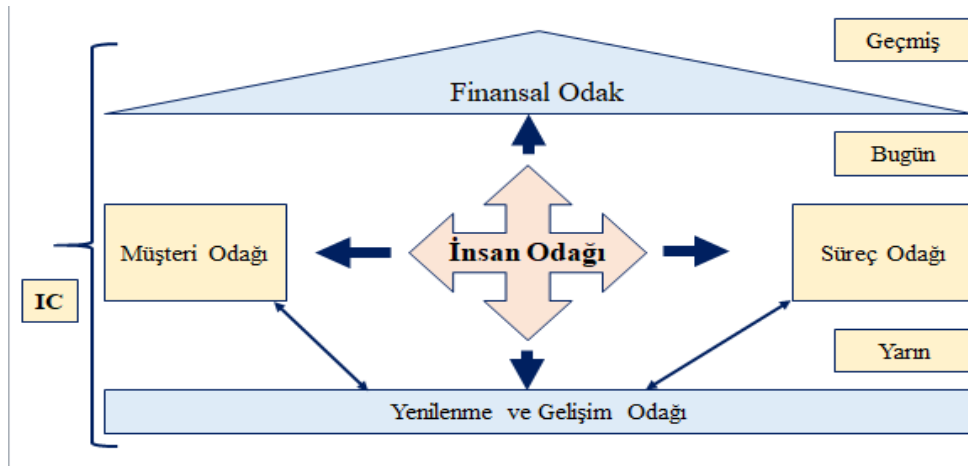 Geçmiş
Finansal Odak
Bugün
Müşteri Odağı
İnsan Odağı
Süreç Odağı
IC
Yarın
Yenilenme ve Gelişim Odağı